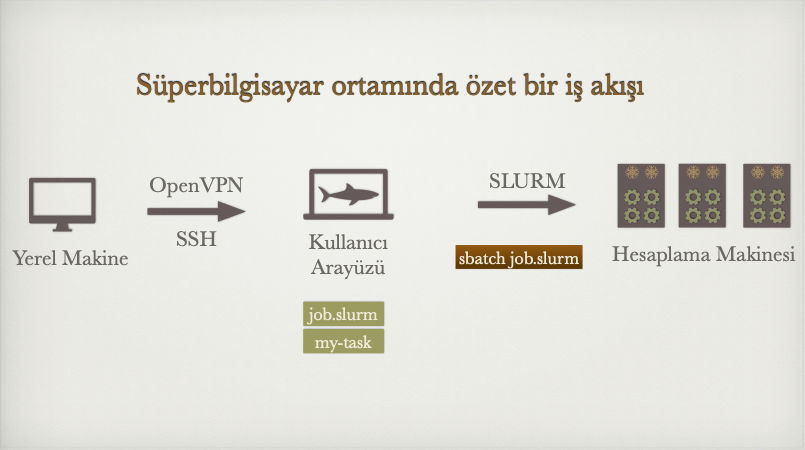 Süperbilgisayar ortamında özet bir iş akışı
OpenVPN
SSH
Yerel Makine
Kullanıcı
Arayüzü
job.slurm
my-task
SLURM
sbatch job.slurm
Hesaplama Makinesi